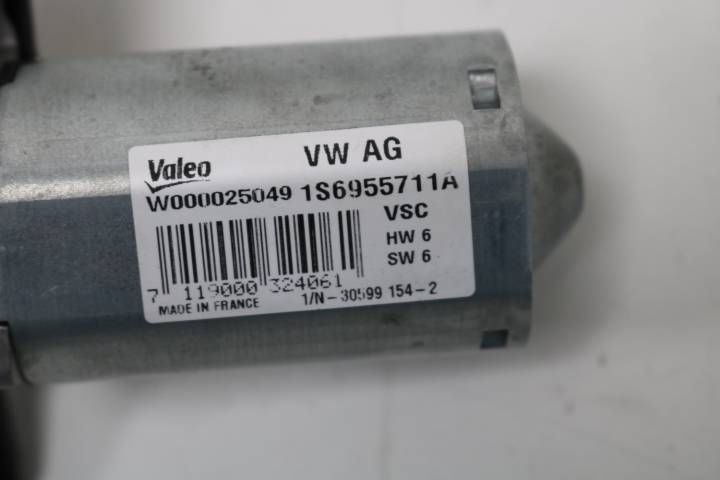 Valeo VW AG
W000025049 1S6955711A
VSC
HW 6
SW 6
7 119000 324061
MADE IN FRANCE 1/N-30599 154-2